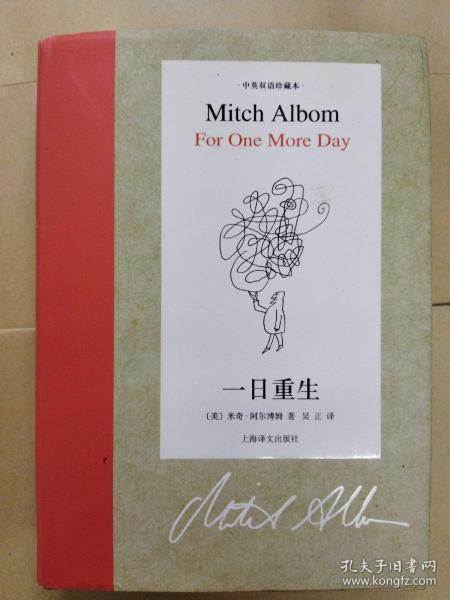 ·中英双语珍藏本·
Mitch Albom
For One More Day
一日重生
〔美〕米奇·阿尔博姆 著 吴正 译
上海译文出版社
Mitch Albom
孔夫子旧书网
www.kongfz.com